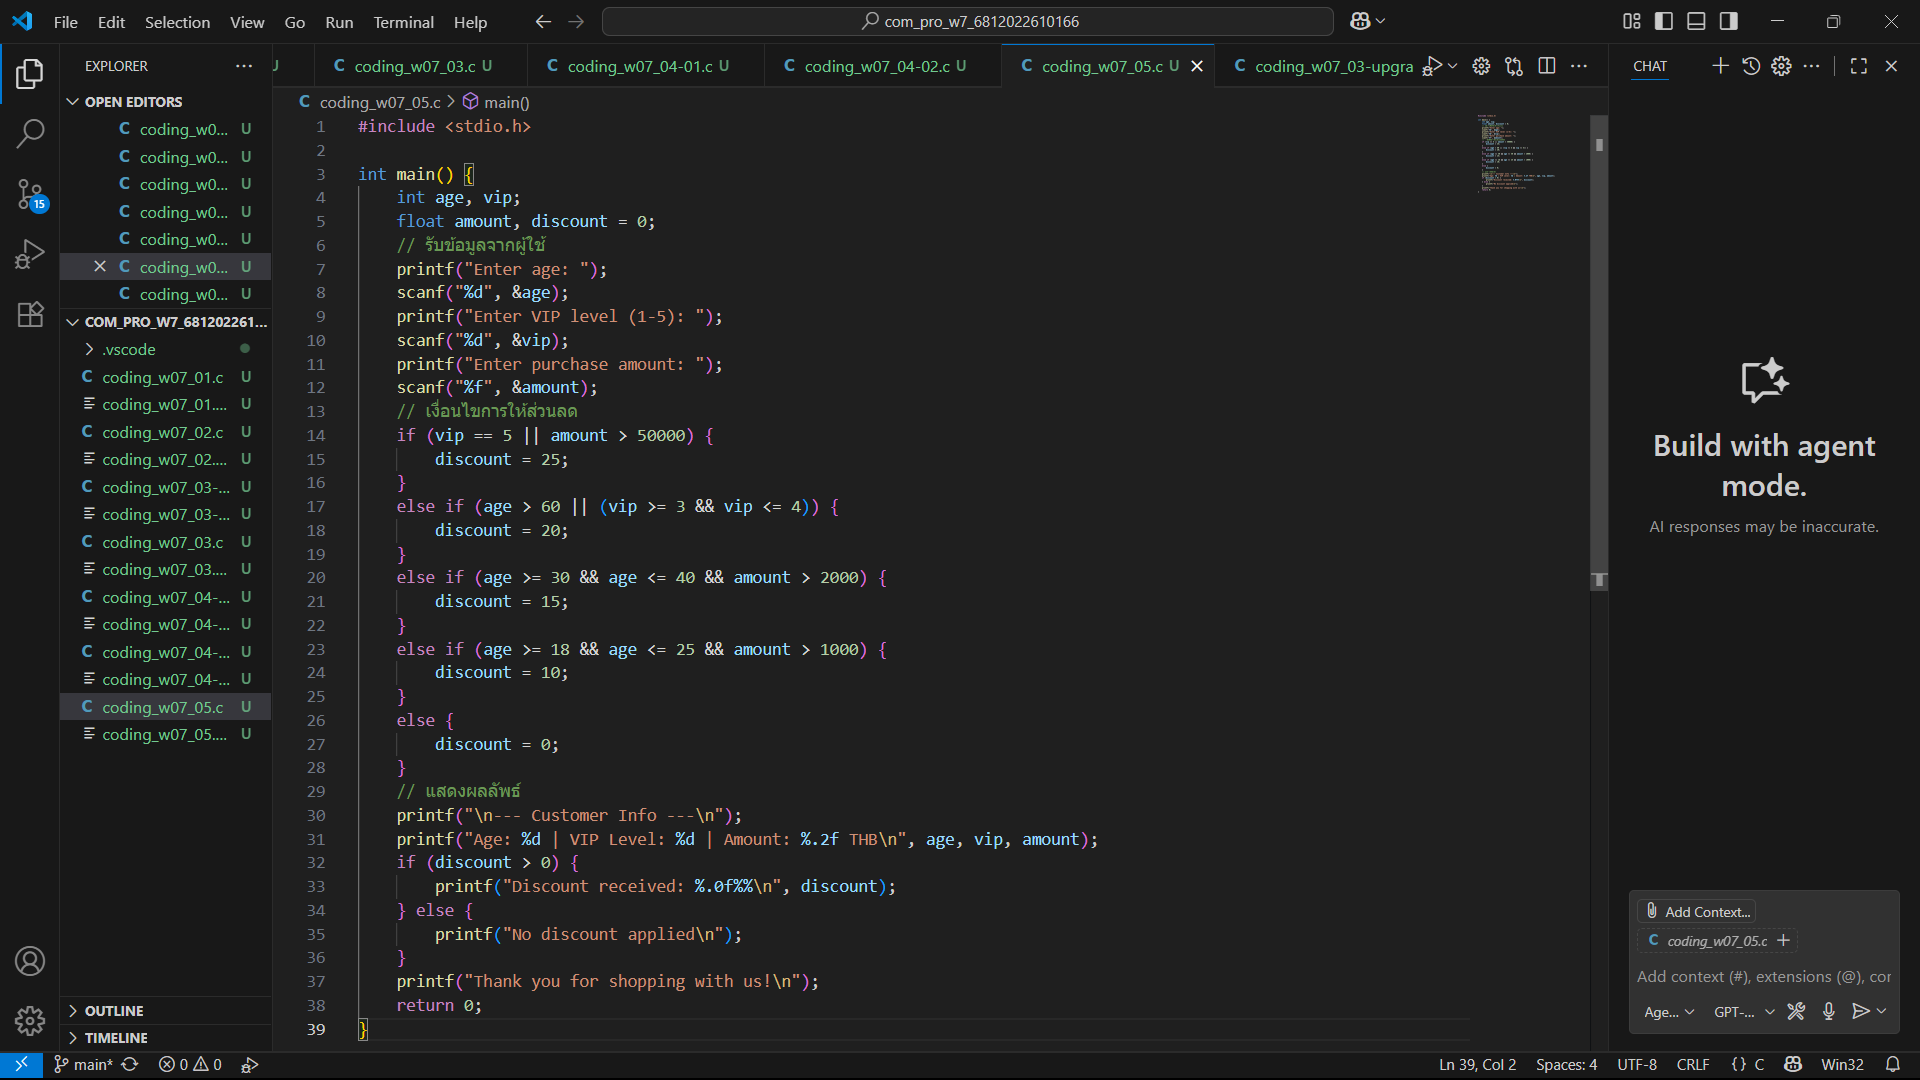 File Edit Selection View Go Run Terminal Help
com_pro_w7_6812022610166
EXPLORER
OPEN EDITORS
C coding_w0... U
C coding_w0... U
C coding_w0... U
C coding_w0... U
C coding_w0... U
C coding_w0... U
C coding_w0... U
COM_PRO_W7_681202261...
.vscode
C coding_w07_01.c U
coding_w07_01.... U
C coding_w07_02.c U
coding_w07_02.... U
C coding_w07_03-... U
coding_w07_03-... U
C coding_w07_03.c U
coding_w07_03.... U
C coding_w07_04-... U
coding_w07_04-... U
C coding_w07_04-... U
coding_w07_04-... U
C coding_w07_05.c U
coding_w07_05.... U
OUTLINE
TIMELINE
15
U C coding_w07_03.c U C coding_w07_04-01.c U C coding_w07_04-02.c U C coding_w07_05.c U C coding_w07_03-upgra
C coding_w07_05.c > main()
1 #include <stdio.h>
2
3 int main() {
4 int age, vip;
5 float amount, discount = 0;
6 // รับข้อมูลจากผู้ใช้
7 printf("Enter age: ");
8 scanf("%d", &age);
9 printf("Enter VIP level (1-5): ");
10 scanf("%d", &vip);
11 printf("Enter purchase amount: ");
12 scanf("%f", &amount);
13 // เงื่อนไขการให้ส่วนลด
14 if (vip == 5 || amount > 50000) {
15 discount = 25;
16 }
17 else if (age > 60 || (vip >= 3 && vip <= 4)) {
18 discount = 20;
19 }
20 else if (age >= 30 && age <= 40 && amount > 2000) {
21 discount = 15;
22 }
23 else if (age >= 18 && age <= 25 && amount > 1000) {
24 discount = 10;
25 }
26 else {
27 discount = 0;
28 }
29 // แสดงผลลัพธ์
30 printf("\n--- Customer Info ---\n");
31 printf("Age: %d | VIP Level: %d | Amount: %.2f THB\n", age, vip, amount);
32 if (discount > 0) {
33 printf("Discount received: %.0f%%\n", discount);
34 } else {
35 printf("No discount applied\n");
36 }
37 printf("Thank you for shopping with us!\n");
38 return 0;
39 }
CHAT
Build with agent
mode.
AI responses may be inaccurate.
Add Context...
C coding_w07_05.c
Add context (#), extensions (@), cor
Age... GPT-...
main* 0 0
Ln 39, Col 2 Spaces: 4 UTF-8 CRLF {} C Win32